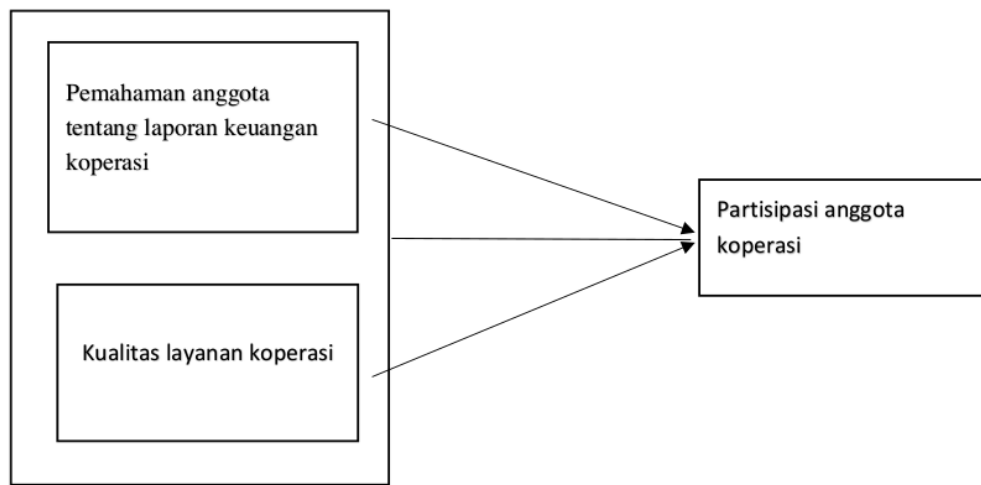 Pemahaman anggota
tentang laporan keuangan
koperasi
Kualitas layanan koperasi
Partisipasi anggota
koperasi